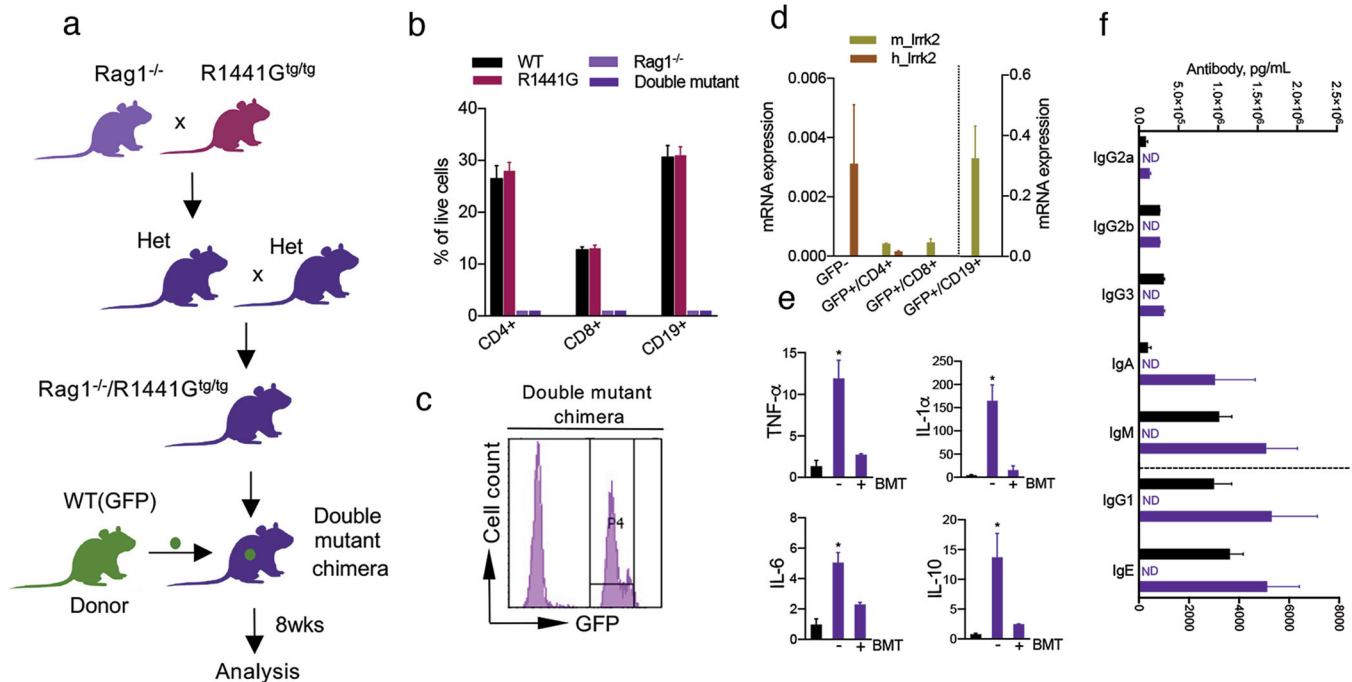 a
Rag1-/-
R1441Gtg/tg
x
Het
Het
x
Rag1-/-/R1441Gtg/tg
WT(GFP)
Donor
Double
mutant
chimera
8wks
Analysis
b
WT
Rag1-/-
R1441G
Double mutant
% of live cells
40
30
20
10
0
CD4+
CD8+
CD19+
c
Double mutant
chimera
Cell count
P4
GFP
d
m_lrrk2
h_lrrk2
mRNA expression
0.006
0.004
0.002
0.000
0.6
0.4
0.2
0.0
mRNA expression
GFP-
GFP+/CD4+
GFP+/CD8+
GFP+/CD19+
e
TNF-α
15
10
5
0
*
- + BMT
IL-1α
250
200
150
100
50
0
*
- + BMT
IL-6
8
6
4
2
0
*
- + BMT
IL-10
20
15
10
5
0
*
- + BMT
f
Antibody, pg/mL
0.0
5.0×10⁵
1.0×10⁶
1.5×10⁶
2.0×10⁶
2.5×10⁶
IgG2a
ND
IgG2b
ND
IgG3
ND
IgA
ND
IgM
ND
IgG1
ND
IgE
ND
0
2000
4000
6000
8000